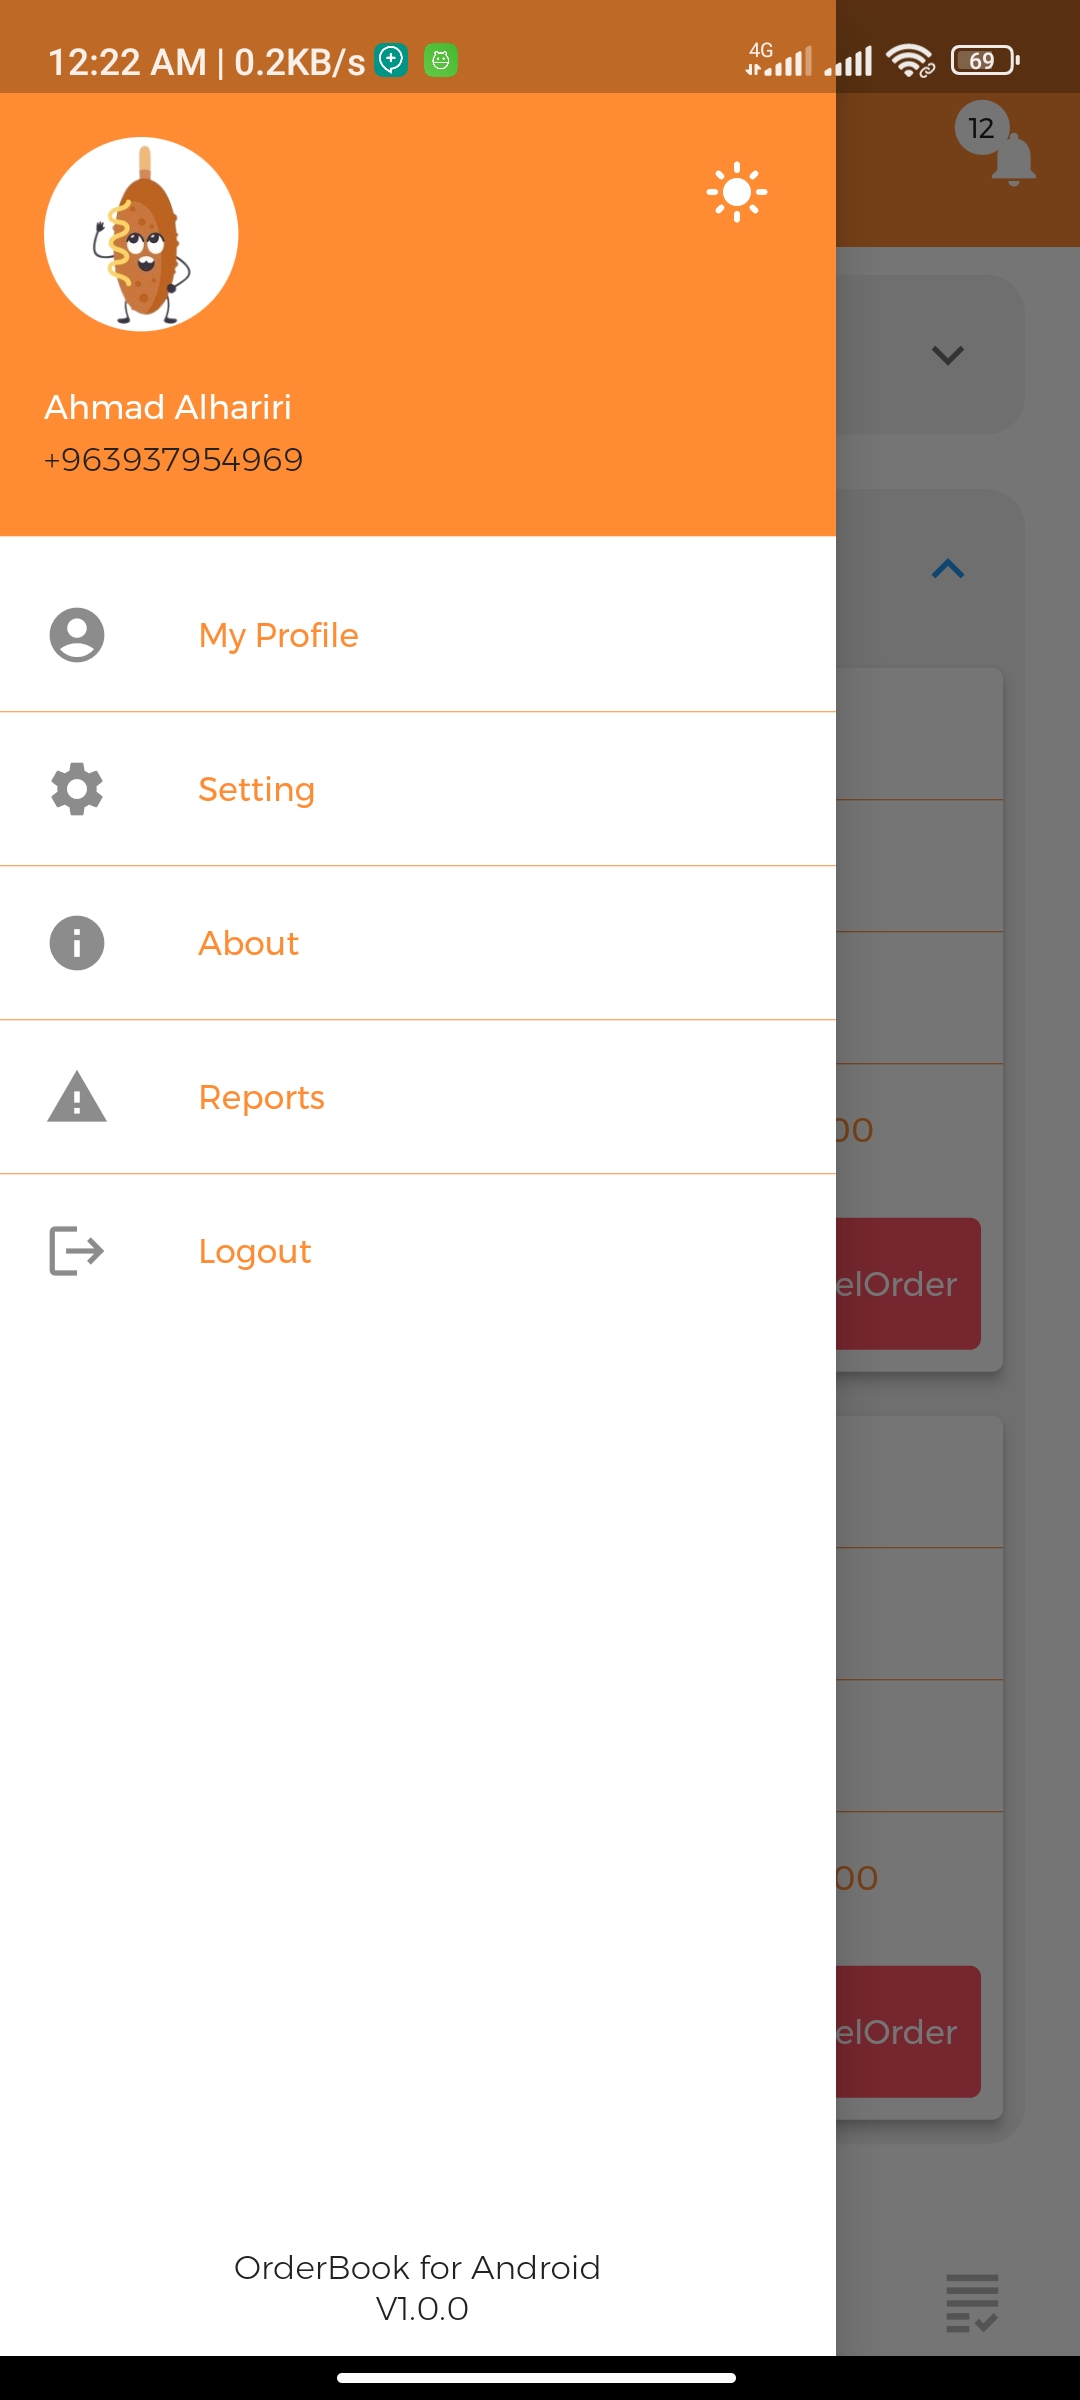 12:22 AM | 0.2KB/s 4G 69
12
Ahmad Alhariri
+963937954969
My Profile
Setting
About
Reports
00
Logout
elOrder
00
elOrder
OrderBook for Android
V1.0.0